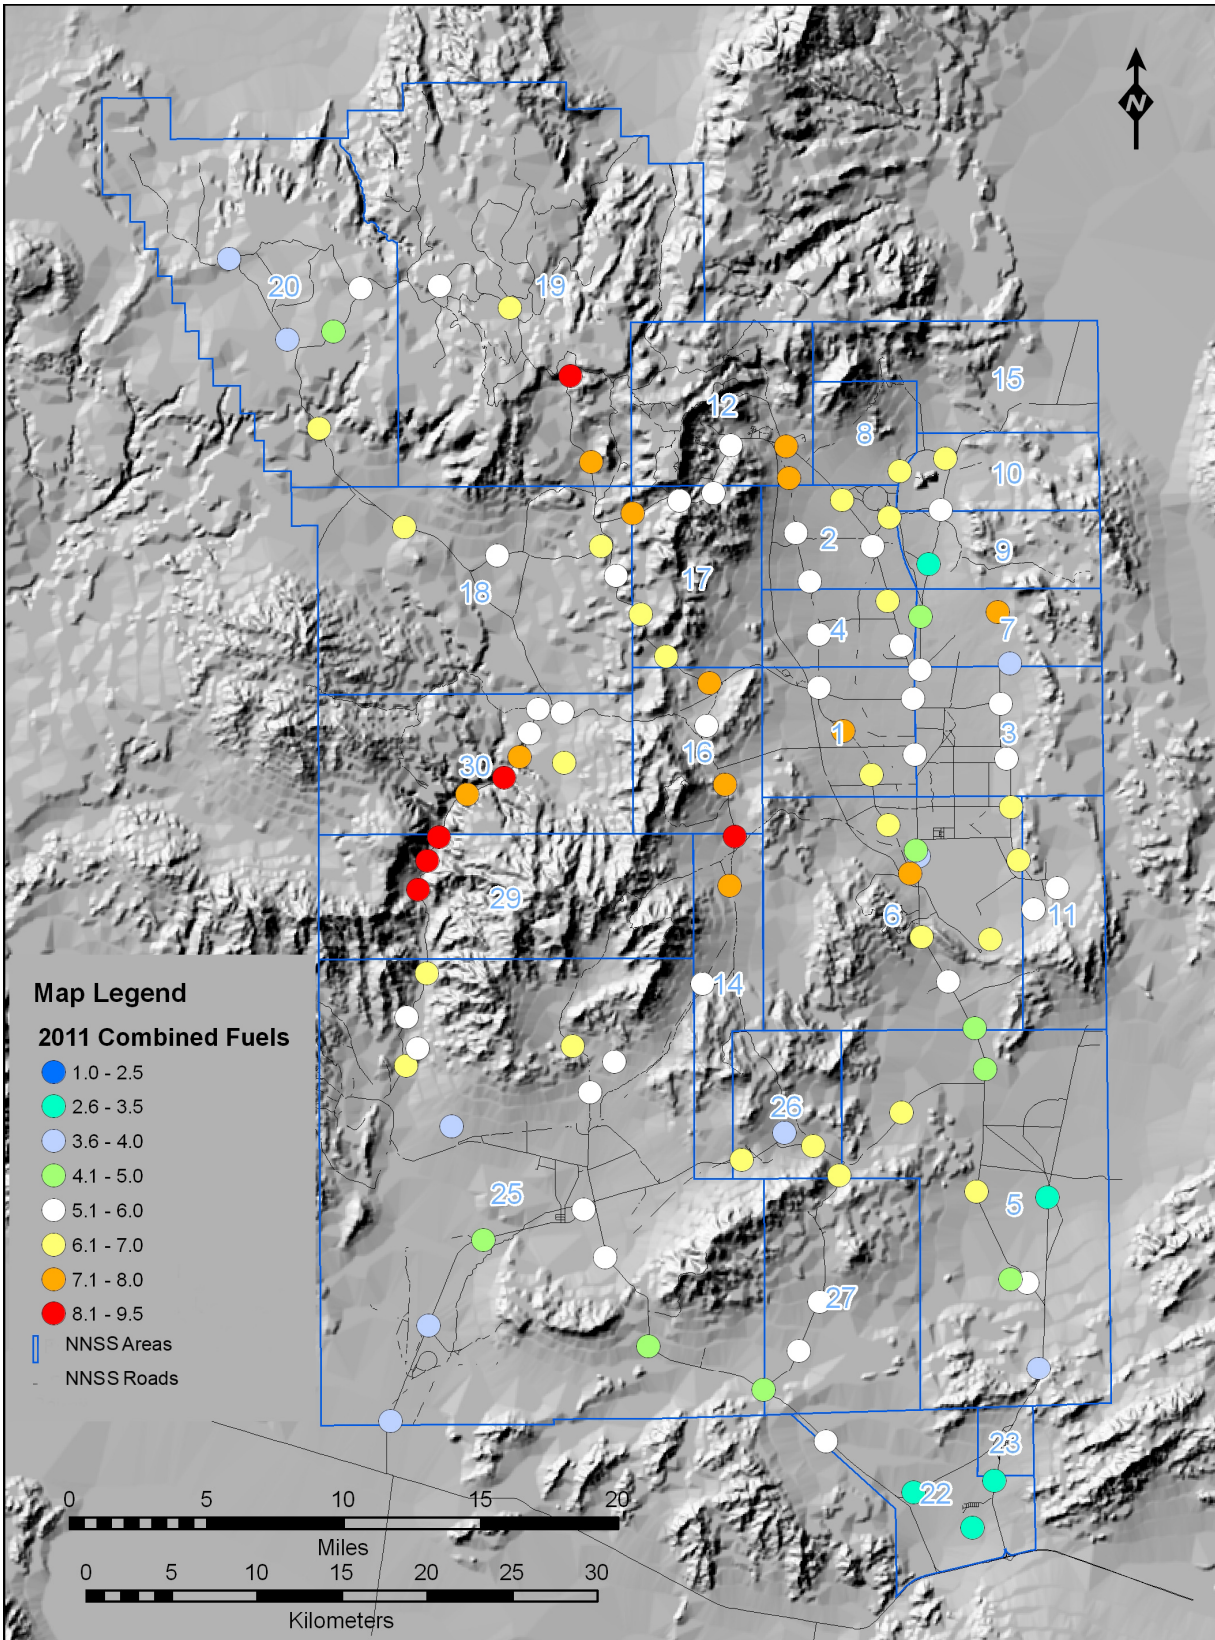 N
20
19
15
12
8
10
2
9
18
17
4
7
1
3
16
30
29
6
11
14
26
25
5
27
23
22
Map Legend
2011 Combined Fuels
1.0 - 2.5
2.6 - 3.5
3.6 - 4.0
4.1 - 5.0
5.1 - 6.0
6.1 - 7.0
7.1 - 8.0
8.1 - 9.5
NNSS Areas
NNSS Roads
0 5 10 15 20
Miles
0 5 10 15 20 25 30
Kilometers